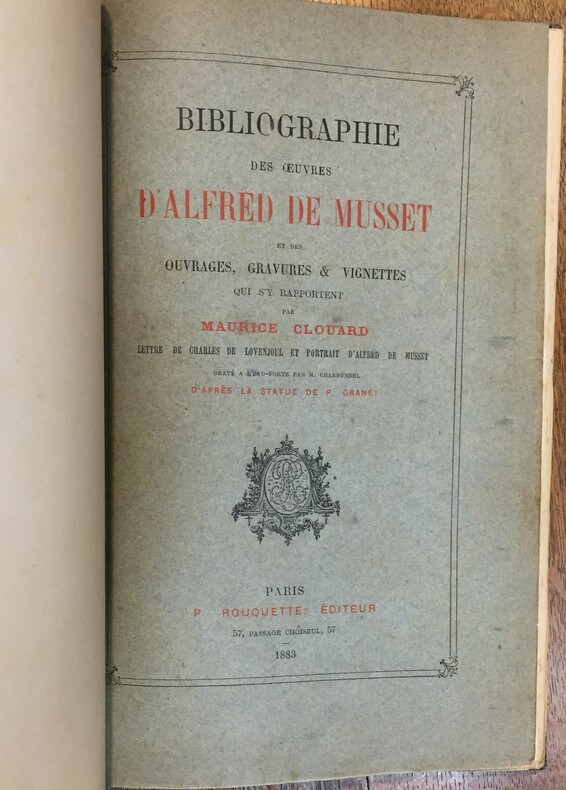 BIBLIOGRAPHIE
DES ŒUVRES
D'ALFRED DE MUSSET
ET DES
OUVRAGES, GRAVURES & VIGNETTES
QUI S'Y RAPPORTENT
PAR
MAURICE CLOUARD
LETTRE DE CHARLES DE LOVENJOUL ET PORTRAIT D'ALFRED DE MUSSET
GRAVÉ A L'EAU-FORTE PAR M. CHARBONNEL
D'APRÈS LA STATUE DE P. GRANET
PARIS
P. ROUQUETTE, ÉDITEUR
57, PASSAGE CHOISEUL, 57
1883